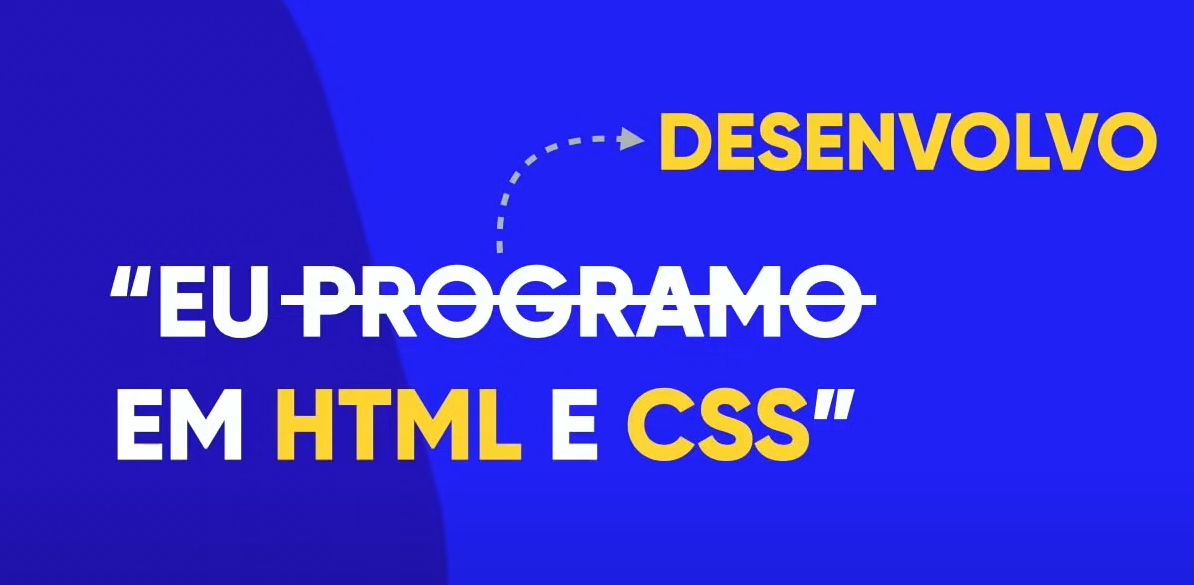 DESENVOLVO
"EU PROGRAMO
EM HTML E CSS"